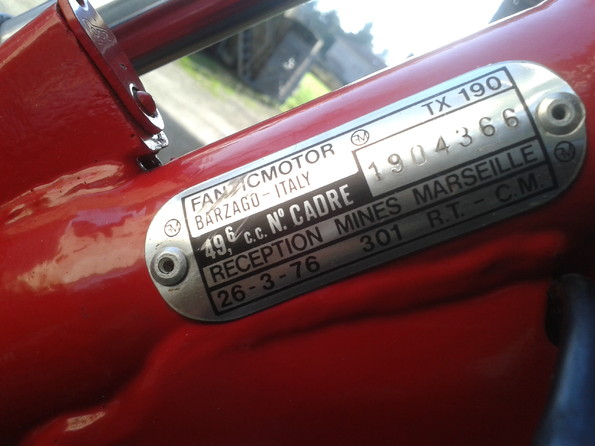 FANTICMOTOR TX 190
BARZAGO - ITALY
49,6 c.c. N° CADRE 1904366
RECEPTION MINES MARSEILLE
26-3-76 301 R.T. - C.M.